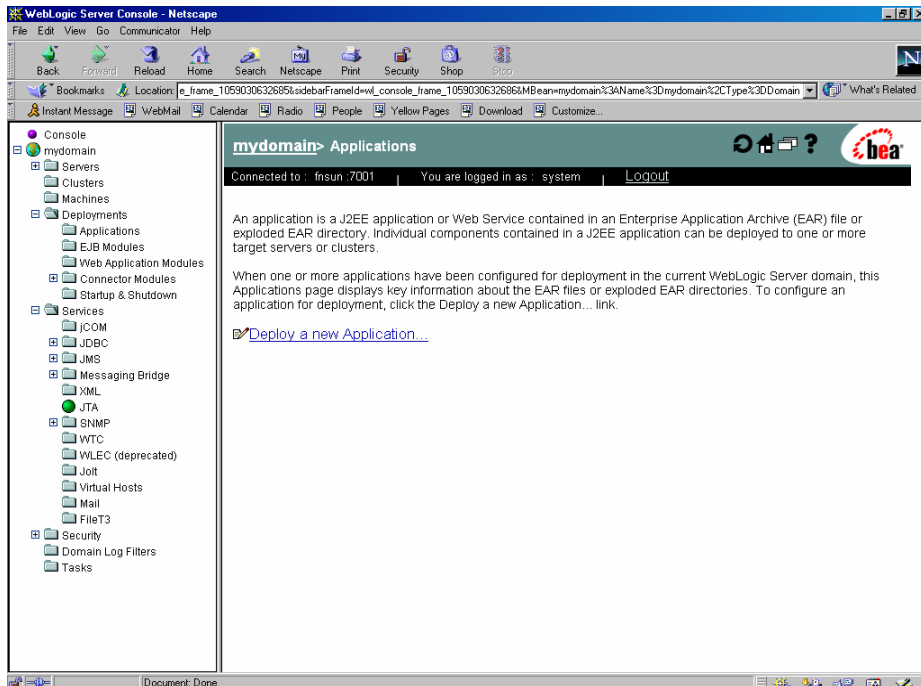 WebLogic Server Console - Netscape
File Edit View Go Communicator Help
Back Forward Reload Home Search Netscape Print Security Shop Stop
Bookmarks Location: e_frame_1059030632685&sidebarFrameId=wl_console_frame_1059030632686&MBean=mydomain%3AName%3Dmydomain%2CType%3DDomain What's Related
Instant Message WebMail Calendar Radio People Yellow Pages Download Customize...
Console
mydomain
Servers
Clusters
Machines
Deployments
Applications
EJB Modules
Web Application Modules
Connector Modules
Startup & Shutdown
Services
jCOM
JDBC
JMS
Messaging Bridge
XML
JTA
SNMP
WTC
WLEC (deprecated)
Jolt
Virtual Hosts
Mail
FileT3
Security
Domain Log Filters
Tasks
mydomain> Applications
? bea
Connected to : fnsun :7001 | You are logged in as : system | Logout
An application is a J2EE application or Web Service contained in an Enterprise Application Archive (EAR) file or
exploded EAR directory. Individual components contained in a J2EE application can be deployed to one or more
target servers or clusters.
When one or more applications have been configured for deployment in the current WebLogic Server domain, this
Applications page displays key information about the EAR files or exploded EAR directories. To configure an
application for deployment, click the Deploy a new Application... link.
Deploy a new Application...
Document: Done